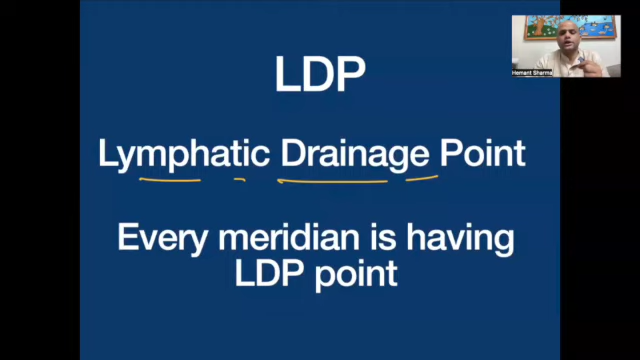 LDP
Lymphatic Drainage Point
Every meridian is having
LDP point
Hemant Sharma